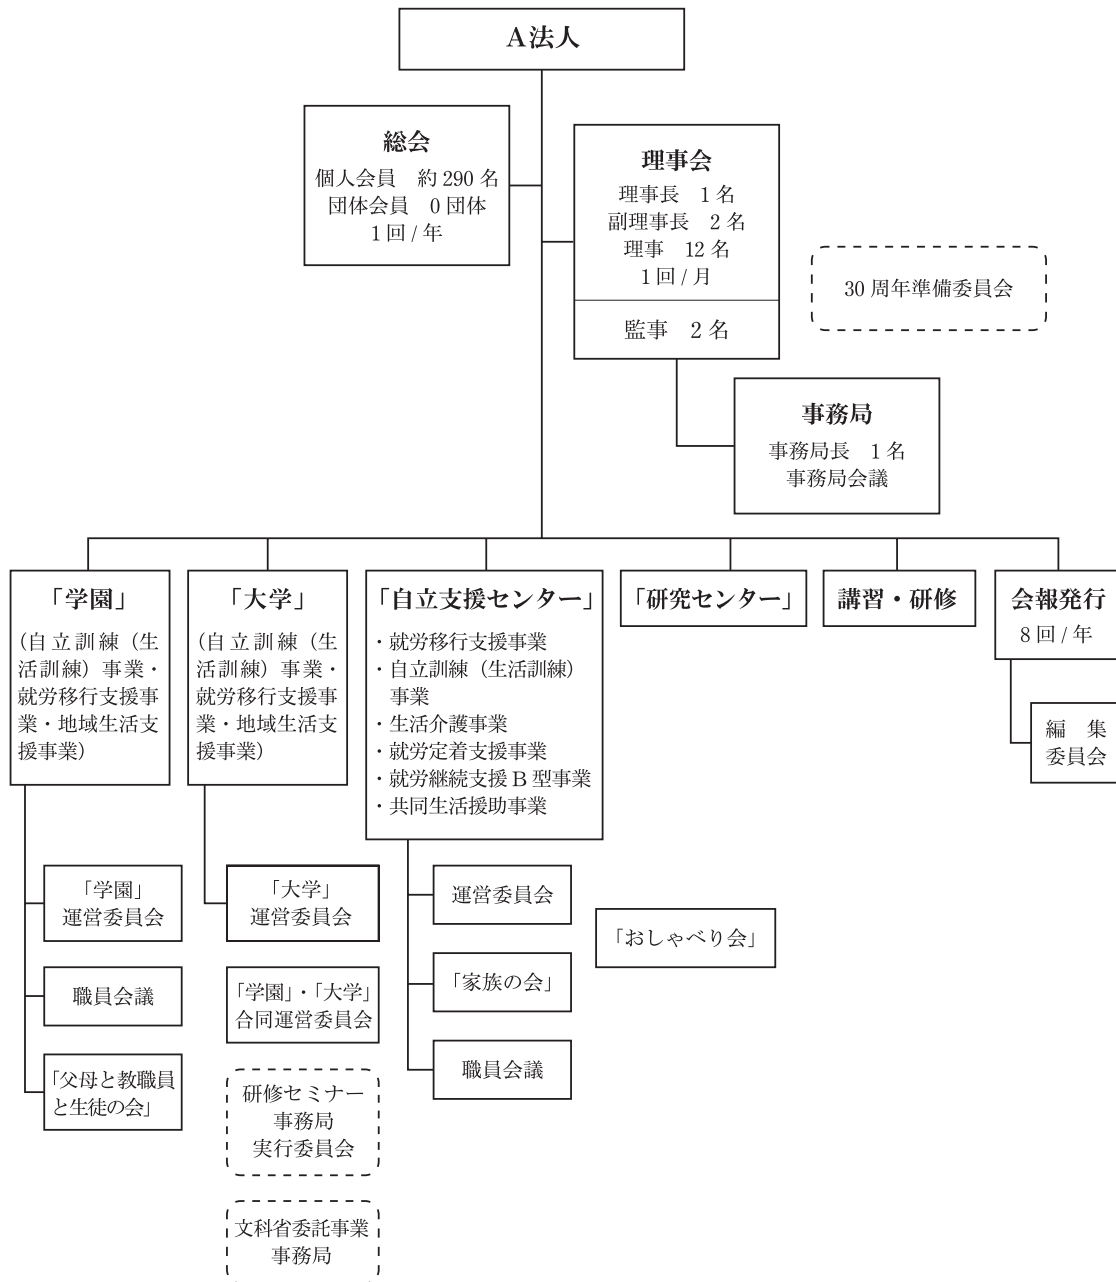 A法人
総会
個人会員　約 290 名
団体会員　0 団体
1 回 / 年
理事会
理事長　1 名
副理事長　2 名
理事　12 名
1 回 / 月
監事　2 名
30 周年準備委員会
事務局
事務局長　1 名
事務局会議
「学園」
(自立訓練（生
活訓練）事業・
就労移行支援事
業・地域生活支
援事業）
「大学」
(自立訓練（生
活訓練）事業・
就労移行支援事
業・地域生活支
援事業）
「自立支援センター」
・就労移行支援事業
・自立訓練（生活訓練）
事業
・生活介護事業
・就労定着支援事業
・就労継続支援 B 型事業
・共同生活援助事業
「研究センター」
講習・研修
会報発行
8 回 / 年
編　集
委員会
「学園」
運営委員会
職員会議
「父母と教職員
と生徒の会」
「大学」
運営委員会
「学園」・「大学」
合同運営委員会
研修セミナー
事務局
実行委員会
文科省委託事業
事務局
運営委員会
「家族の会」
職員会議
「おしゃべり会」